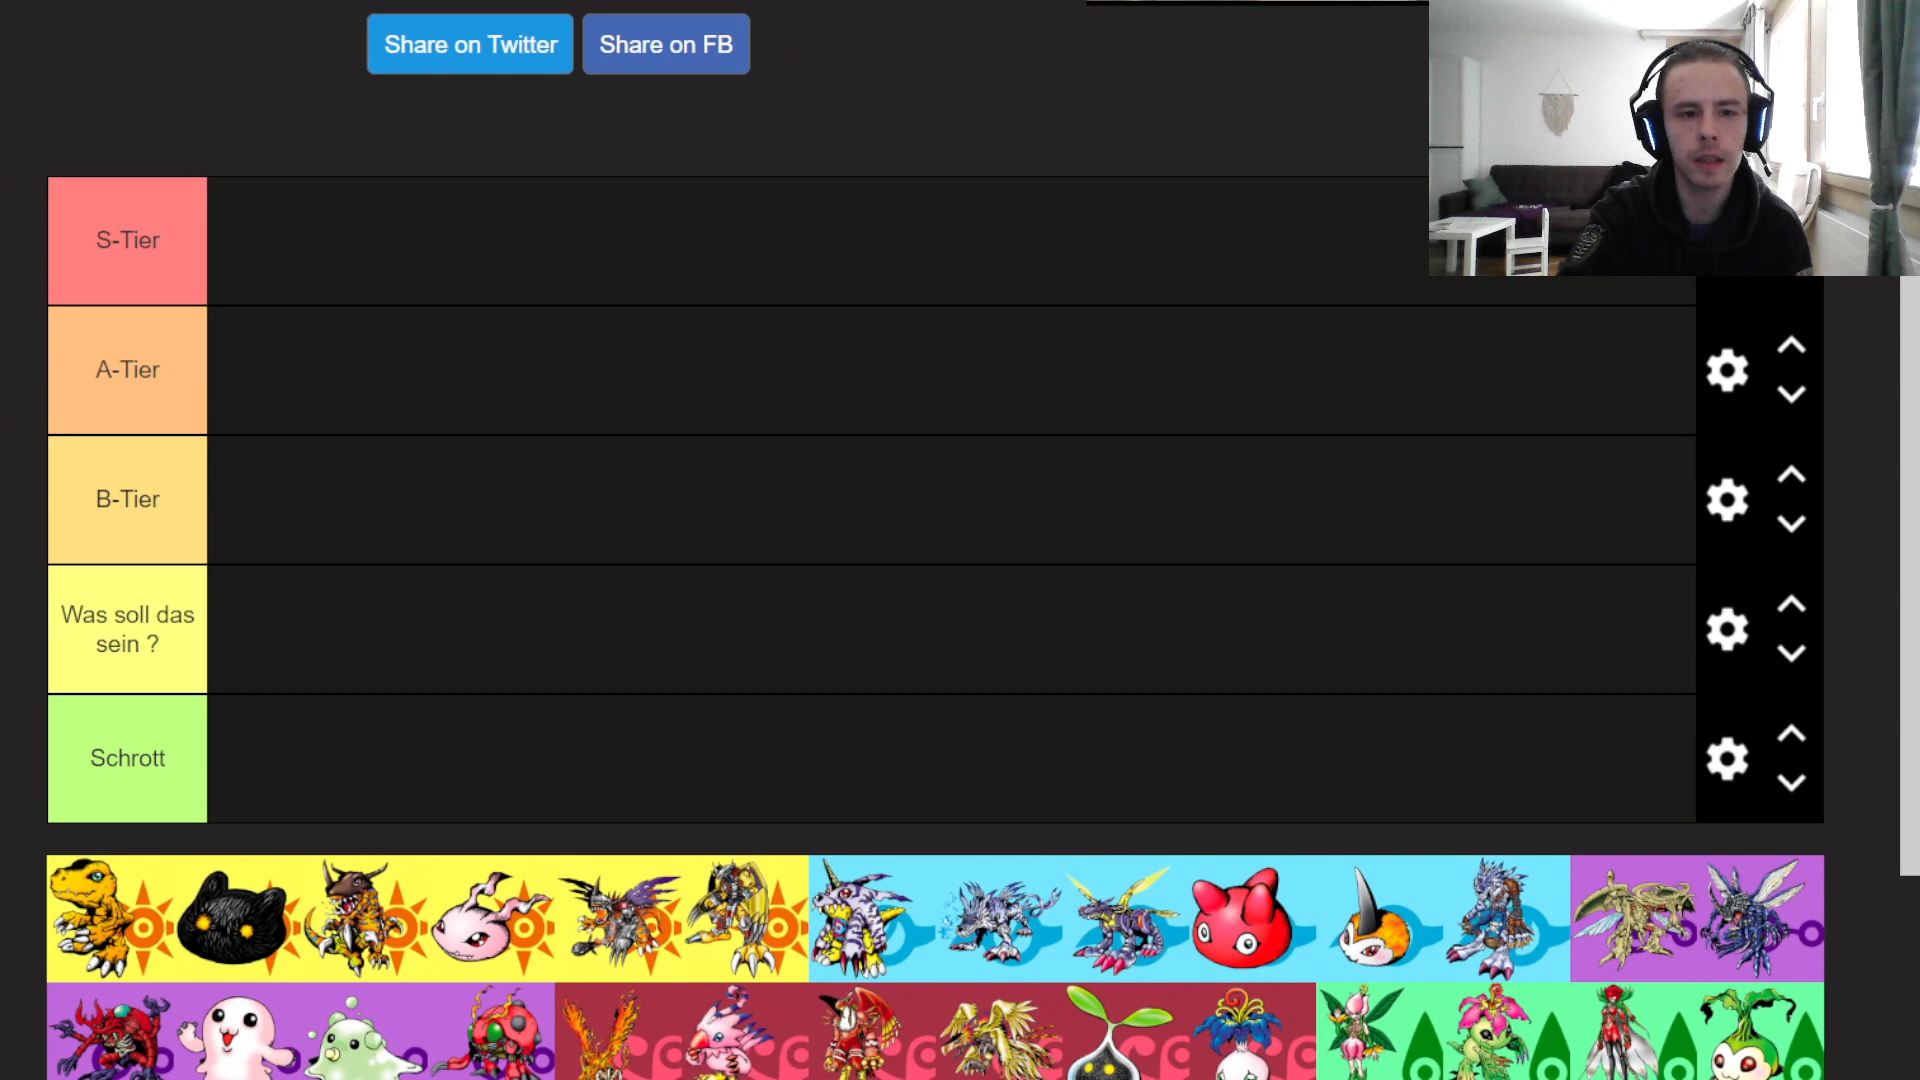 Share on Twitter
Share on FB
S-Tier
A-Tier
B-Tier
Was soll das
sein ?
Schrott